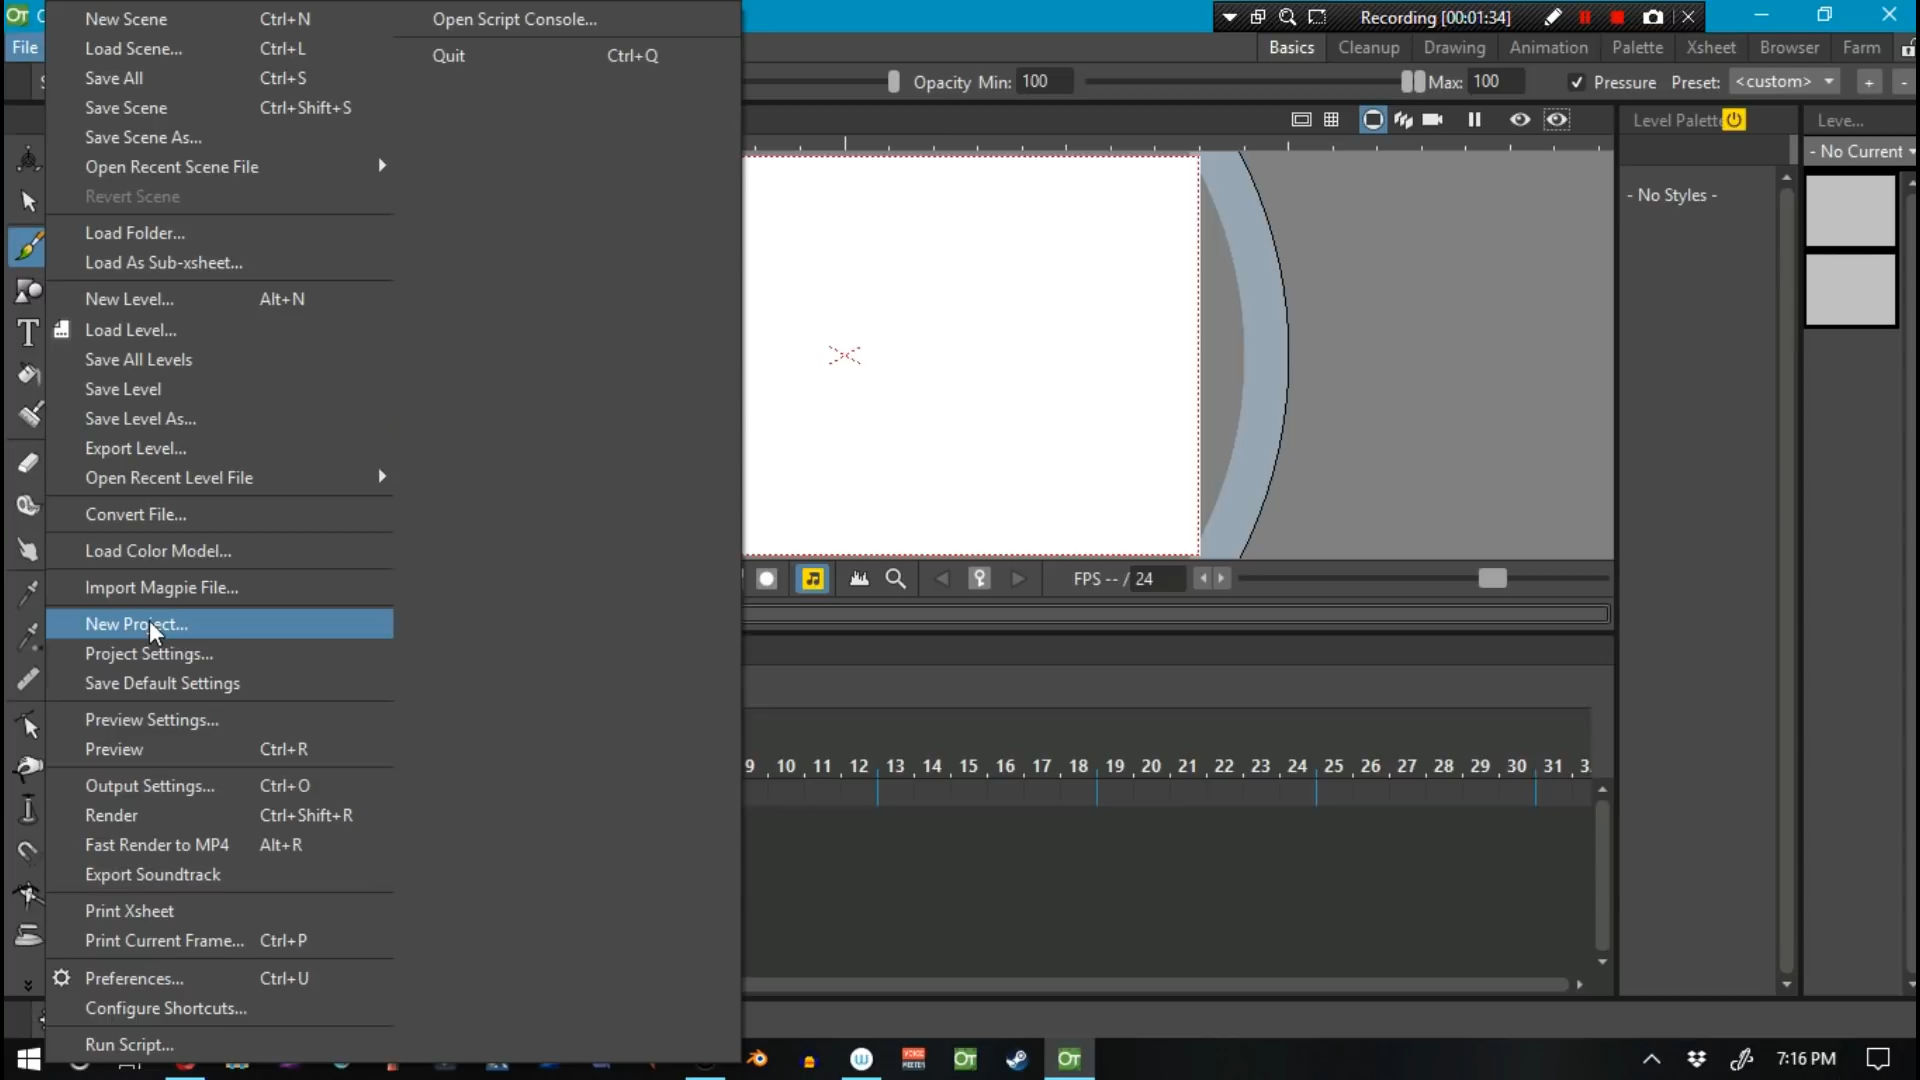 OT
File
New Scene Ctrl+N
Load Scene... Ctrl+L
Save All Ctrl+S
Save Scene Ctrl+Shift+S
Save Scene As...
Open Recent Scene File
Revert Scene
Load Folder...
Load As Sub-xsheet...
New Level... Alt+N
Load Level...
Save All Levels
Save Level
Save Level As...
Export Level...
Open Recent Level File
Convert File...
Load Color Model...
Import Magpie File...
New Project...
Project Settings...
Save Default Settings
Preview Settings...
Preview Ctrl+R
Output Settings... Ctrl+O
Render Ctrl+Shift+R
Fast Render to MP4 Alt+R
Export Soundtrack
Print Xsheet
Print Current Frame... Ctrl+P
Preferences... Ctrl+U
Configure Shortcuts...
Run Script...
Open Script Console...
Quit Ctrl+Q
Recording [00:01:34]
Basics Cleanup Drawing Animation Palette Xsheet Browser Farm
Opacity Min: 100 Max: 100 Pressure Preset: <custom> + -
Level Palette Leve...
- No Current
- No Styles -
FPS -- / 24
9 10 11 12 13 14 15 16 17 18 19 20 21 22 23 24 25 26 27 28 29 30 31
VOICE MEETER OT OT 7:16 PM